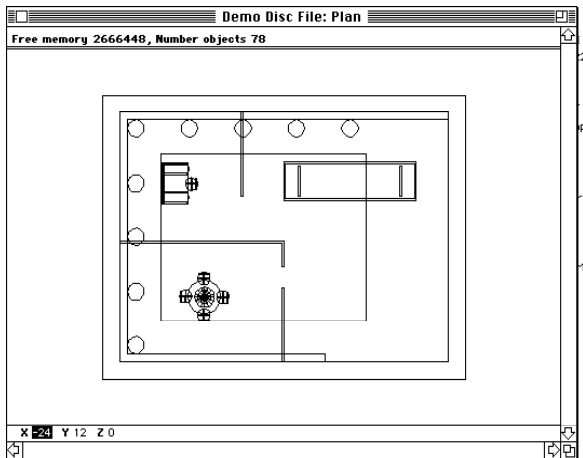 Demo Disc File: Plan
Free memory 2666448, Number objects 78
X -24 Y 12 Z 0